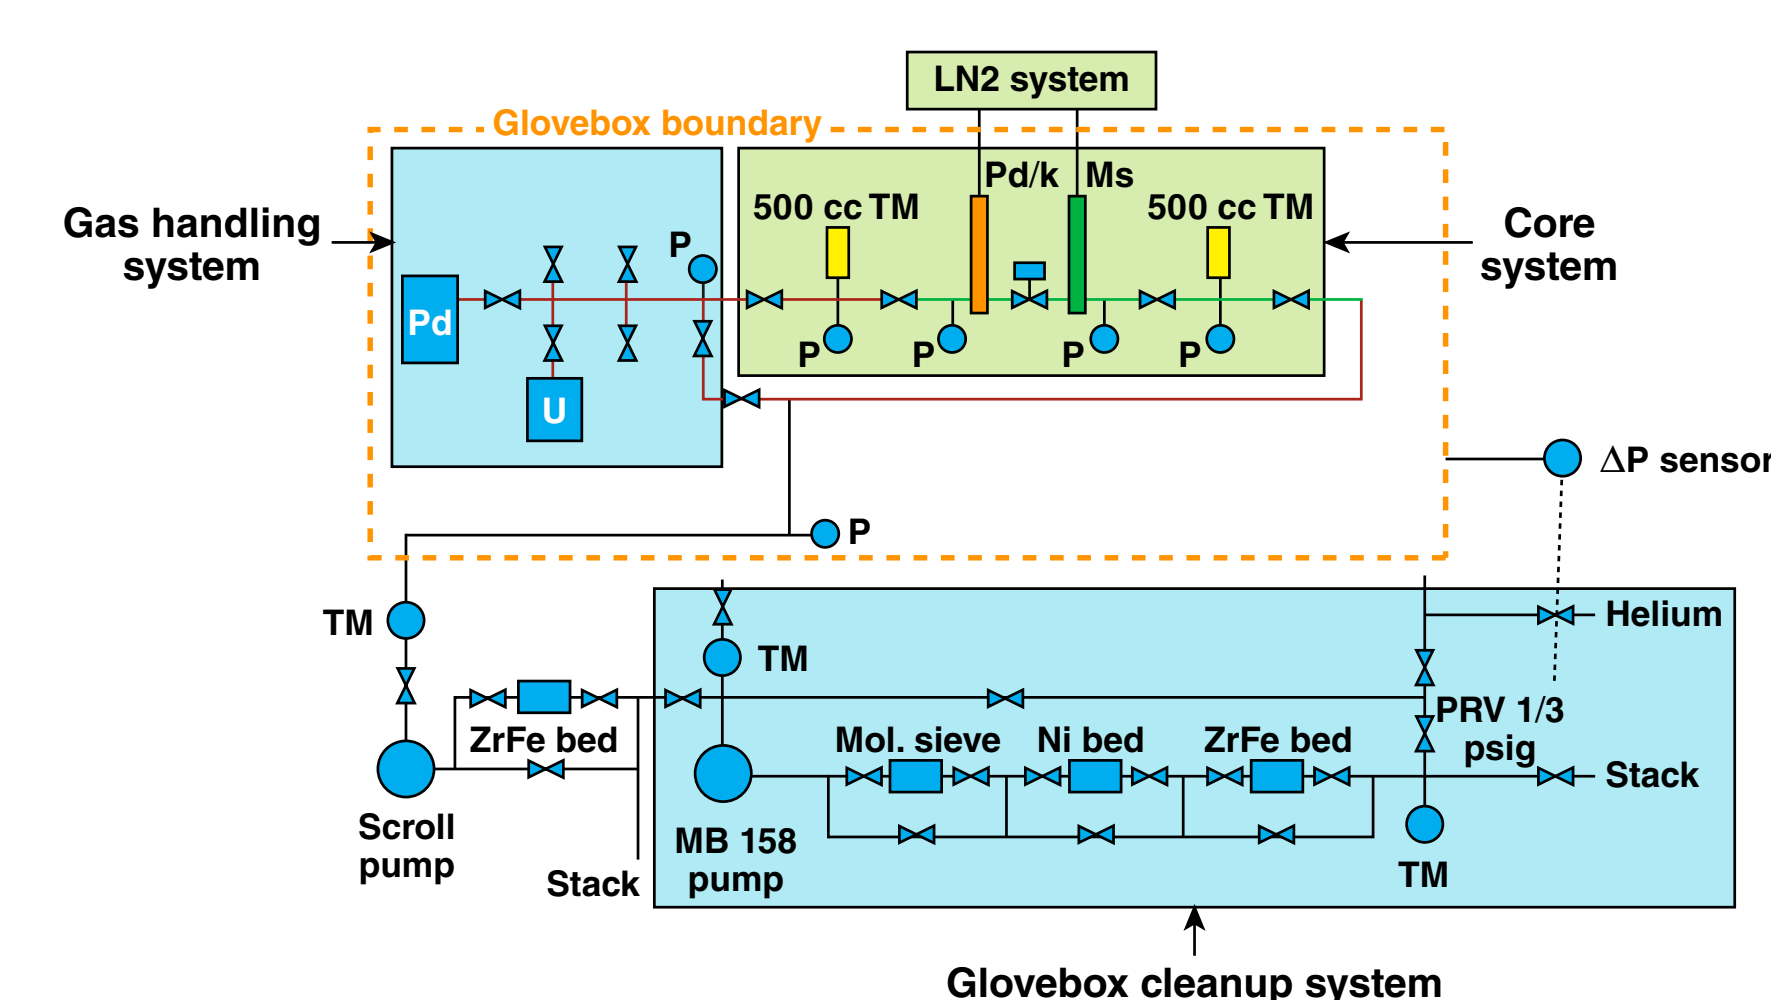 LN2 system
Glovebox boundary
Pd/k
Ms
500 cc TM
500 cc TM
Gas handling
system
Core
system
P
Pd
P
P
P
P
U
ΔP sensor
P
TM
TM
Helium
PRV 1/3
psig
ZrFe bed
Mol. sieve
Ni bed
ZrFe bed
Stack
Scroll
pump
MB 158
pump
Stack
TM
Glovebox cleanup system